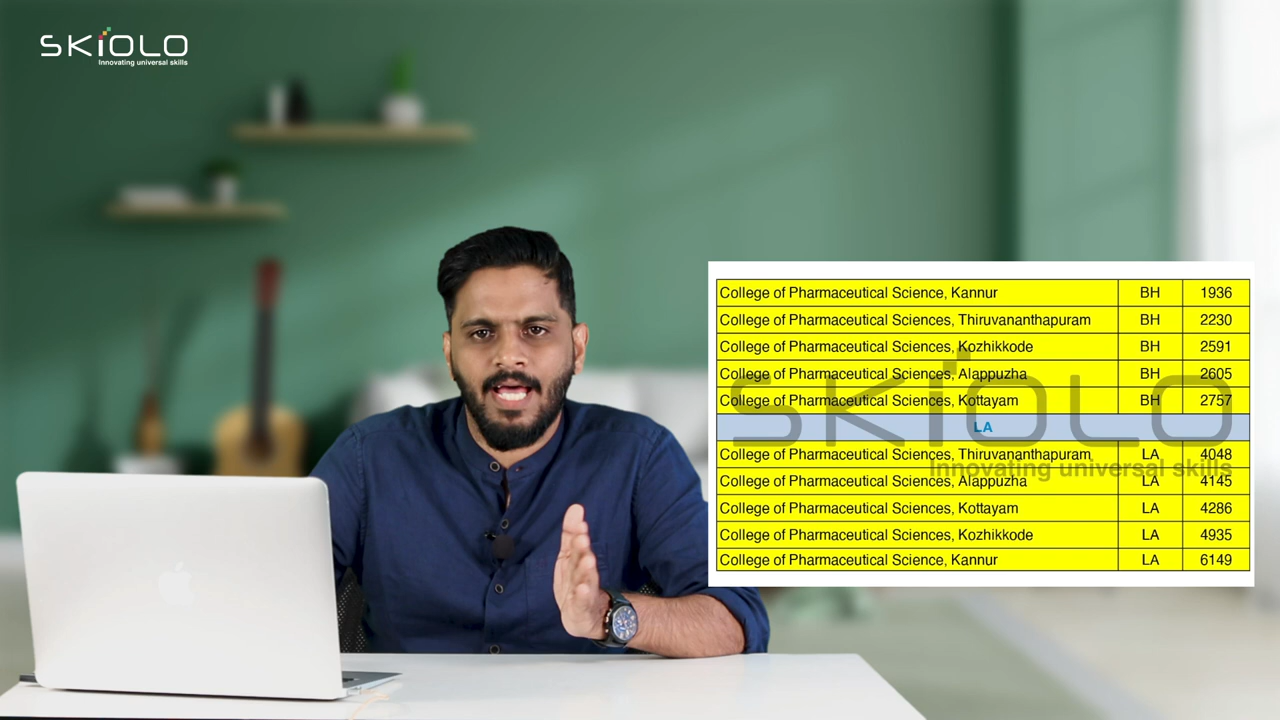 SKiOLO
Innovating universal skills
College of Pharmaceutical Science, Kannur BH 1936
College of Pharmaceutical Sciences, Thiruvananthapuram BH 2230
College of Pharmaceutical Sciences, Kozhikkode BH 2591
College of Pharmaceutical Sciences, Alappuzha BH 2605
College of Pharmaceutical Sciences, Kottayam BH 2757
LA
College of Pharmaceutical Sciences, Thiruvananthapuram LA 4048
College of Pharmaceutical Sciences, Alappuzha LA 4145
College of Pharmaceutical Sciences, Kottayam LA 4286
College of Pharmaceutical Sciences, Kozhikkode LA 4935
College of Pharmaceutical Science, Kannur LA 6149
SKiOLO
Innovating universal skills